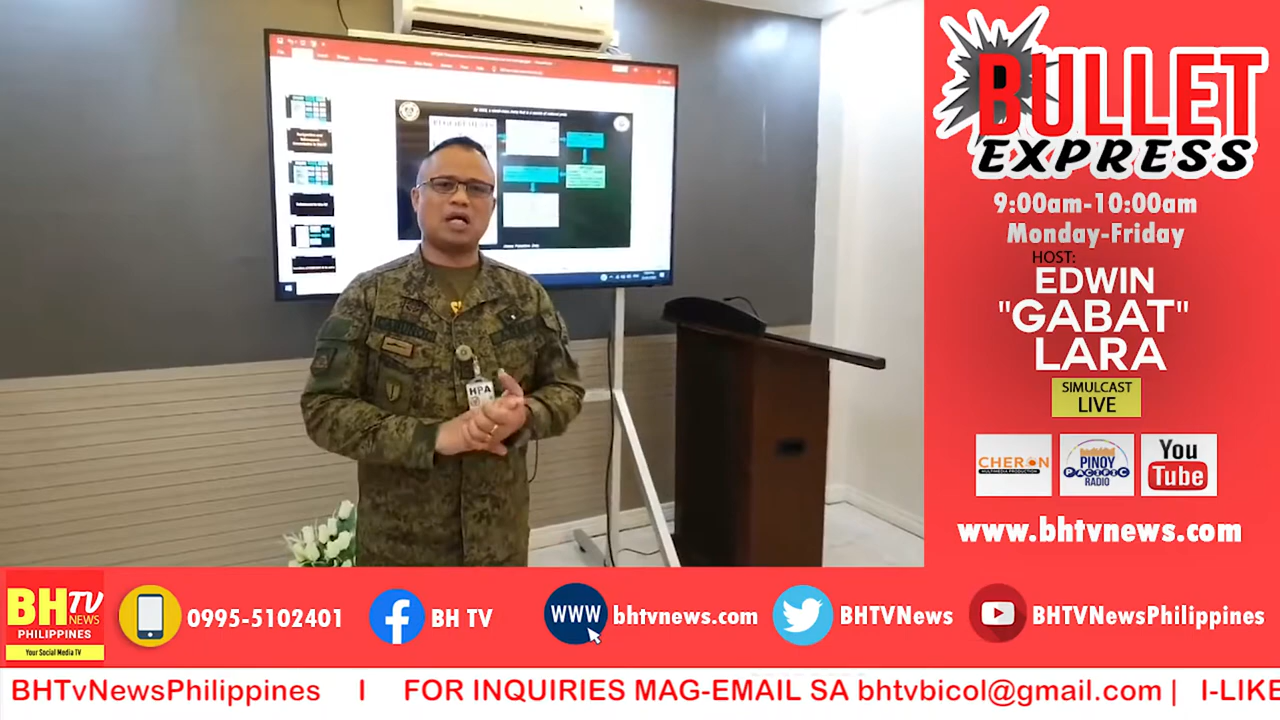 BULLET
EXPRESS
9:00am-10:00am
Monday-Friday
HOST:
EDWIN
"GABAT"
LARA
SIMULCAST
LIVE
CHERON
MULTIMEDIA PRODUCTION
PINOY
PACIFIC
RADIO
You
Tube
www.bhtvnews.com
HPA
BH TV
NEWS
PHILIPPINES
Your Social Media TV
0995-5102401
BH TV
WWW
bhtvnews.com
BHTVNews
BHTVNewsPhilippines
BHTvNewsPhilippines I FOR INQUIRIES MAG-EMAIL SA bhtvbicol@gmail.com | I-LIKE